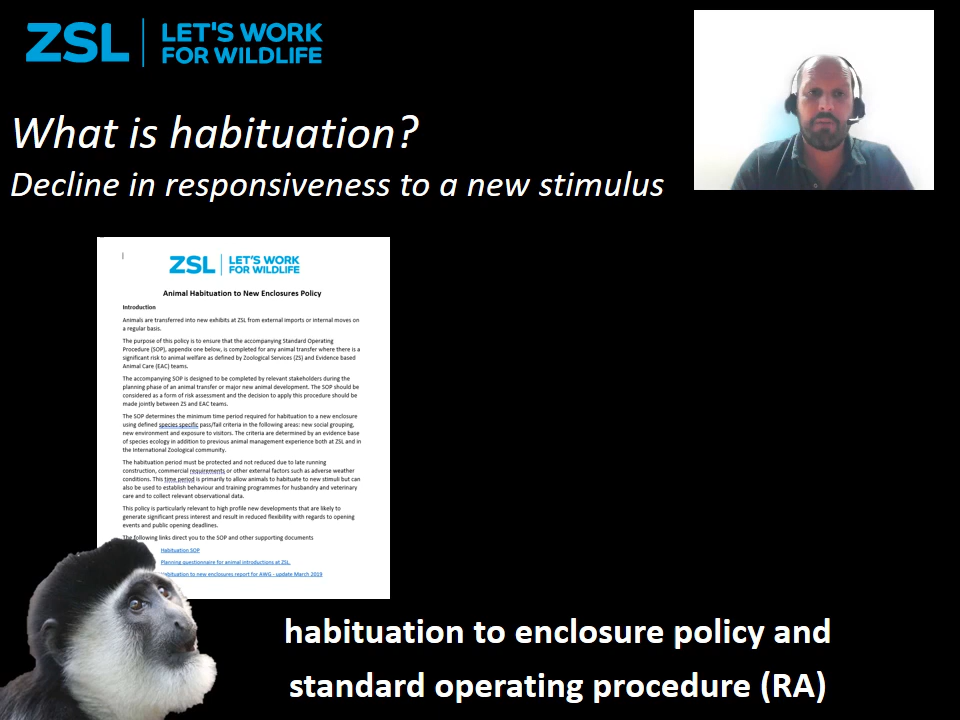 ZSL LET'S WORK
FOR WILDLIFE
What is habituation?
Decline in responsiveness to a new stimulus
ZSL LET'S WORK
FOR WILDLIFE
Animal Habituation to New Enclosures Policy
Introduction
Animals are transferred into new exhibits at ZSL from external imports or internal moves on
a regular basis.
The purpose of this policy is to ensure that the accompanying Standard Operating
Procedure (SOP), appendix one below, is completed for any animal transfer where there is a
significant risk to animal welfare as defined by Zoological Services (ZS) and Evidence based
Animal Care (EAC) teams.
The accompanying SOP is designed to be completed by relevant stakeholders during the
planning phase of an animal transfer or major new animal development. The SOP should be
considered as a form of risk assessment and the decision to apply this procedure should be
made jointly between ZS and EAC teams.
The SOP determines the minimum time period required for habituation to a new enclosure
using defined species specific pass/fail criteria in the following areas: new social grouping,
new environment and exposure to visitors. The criteria are determined by an evidence base
of species ecology in addition to previous animal management experience both at ZSL and in
the International Zoological community.
The habituation period must be protected and not reduced due to late running
construction, commercial requirements or other external factors such as adverse weather
conditions. This time period is primarily to allow animals to habituate to new stimuli but can
also be used to establish behaviour and training programmes for husbandry and veterinary
care and to collect relevant observational data.
This policy is particularly relevant to high profile new developments that are likely to
generate significant press interest and result in reduced flexibility with regards to opening
events and public opening deadlines.
The following links direct you to the SOP and other supporting documents
Habituation SOP
Planning questionnaire for animal introductions at ZSL.
Habituation to new enclosures report for AWG - update March 2019
habituation to enclosure policy and
standard operating procedure (RA)